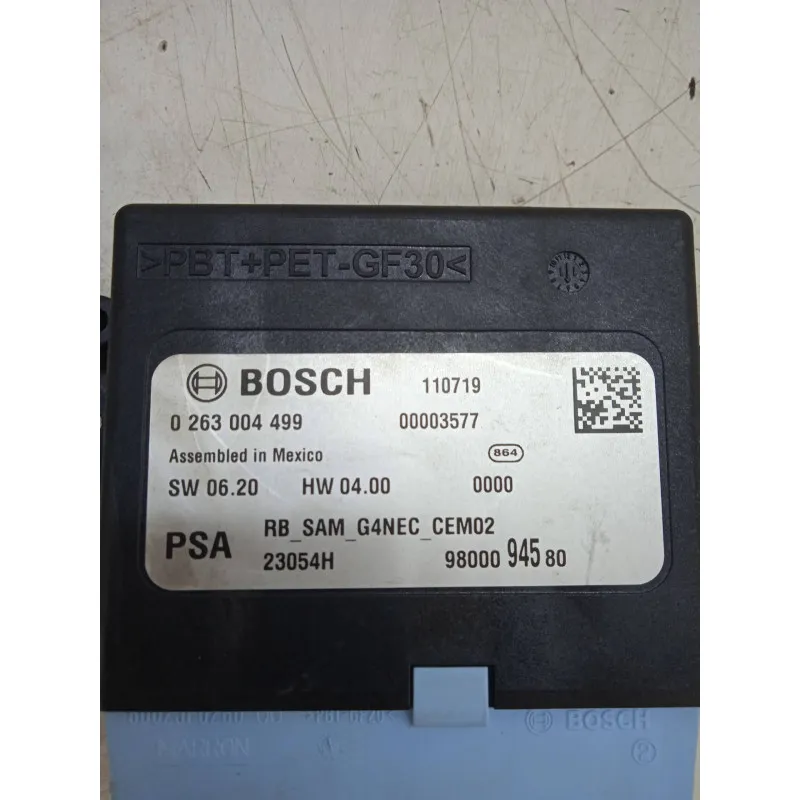 >PBT+PET-GF30<
BOSCH 110719
0 263 004 499 00003577
Assembled in Mexico 864
SW 06.20 HW 04.00 0000
PSA RB_SAM_G4NEC_CEM02
23054H 98000 945 80
BOSCH